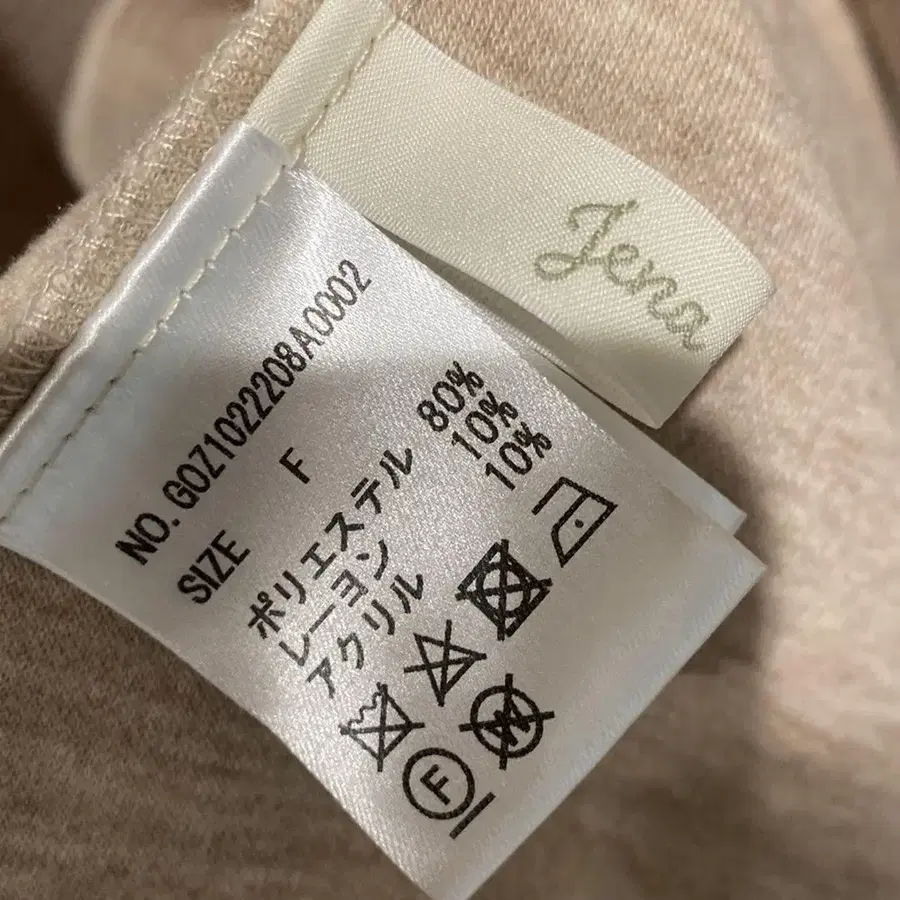 Jena
NO. GOZ1022208A0002
SIZE F
ポリエステル 80%
レーヨン 10%
アクリル 10%
W
F